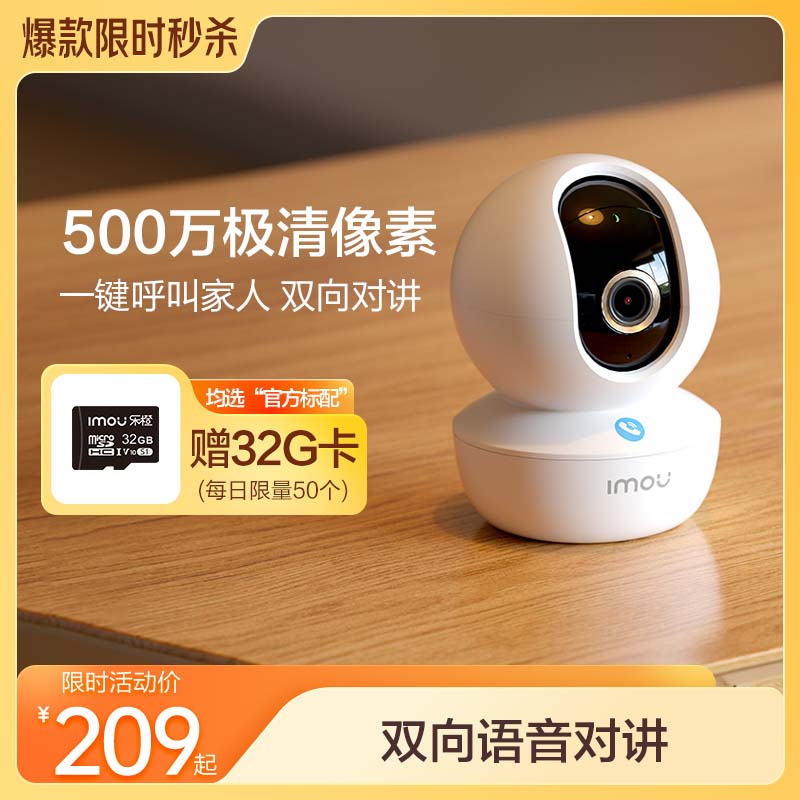 爆款限时秒杀
500万极清像素
一键呼叫家人 双向对讲
均选“官方标配”
imou 乐橙
micro SD 32GB
HC I V10 S1
赠32G卡
(每日限量50个)
imou
限时活动价
¥209起
双向语音对讲